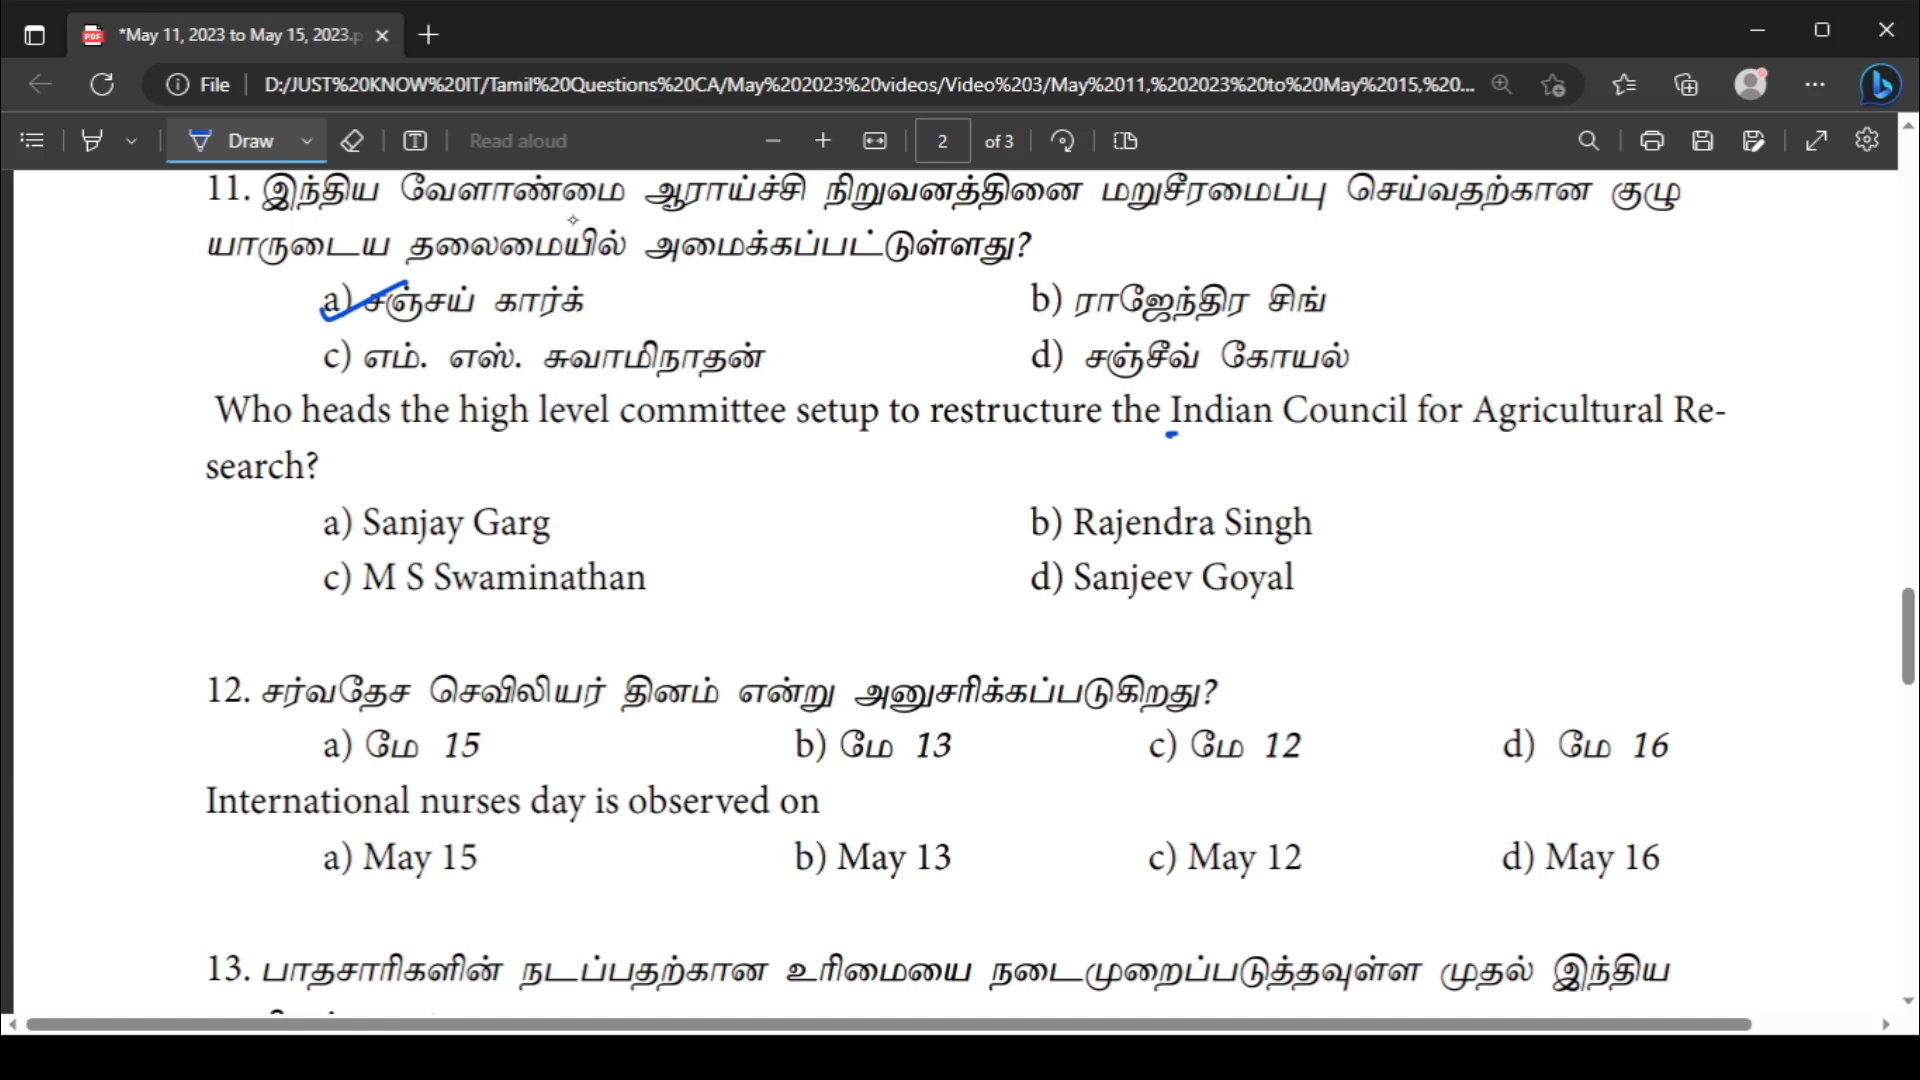 *May 11, 2023 to May 15, 2023.p
File
D:/JUST%20KNOW%20IT/Tamil%20Questions%20CA/May%202023%20videos/Video%203/May%2011,%202023%20to%20May%2015,%20...
Draw
Read aloud
2 of 3
11. இந்திய வேளாண்மை ஆராய்ச்சி நிறுவனத்தினை மறுசீரமைப்பு செய்வதற்கான குழு
யாருடைய தலைமையில் அமைக்கப்பட்டுள்ளது?
a) சஞ்சய் கார்க் b) ராஜேந்திர சிங்
c) எம். எஸ். சுவாமிநாதன் d) சஞ்சீவ் கோயல்
Who heads the high level committee setup to restructure the Indian Council for Agricultural Re-
search?
a) Sanjay Garg b) Rajendra Singh
c) M S Swaminathan d) Sanjeev Goyal
12. சர்வதேச செவிலியர் தினம் என்று அனுசரிக்கப்படுகிறது?
a) மே 15 b) மே 13 c) மே 12 d) மே 16
International nurses day is observed on
a) May 15 b) May 13 c) May 12 d) May 16
13. பாதசாரிகளின் நடப்பதற்கான உரிமையை நடைமுறைப்படுத்தவுள்ள முதல் இந்திய